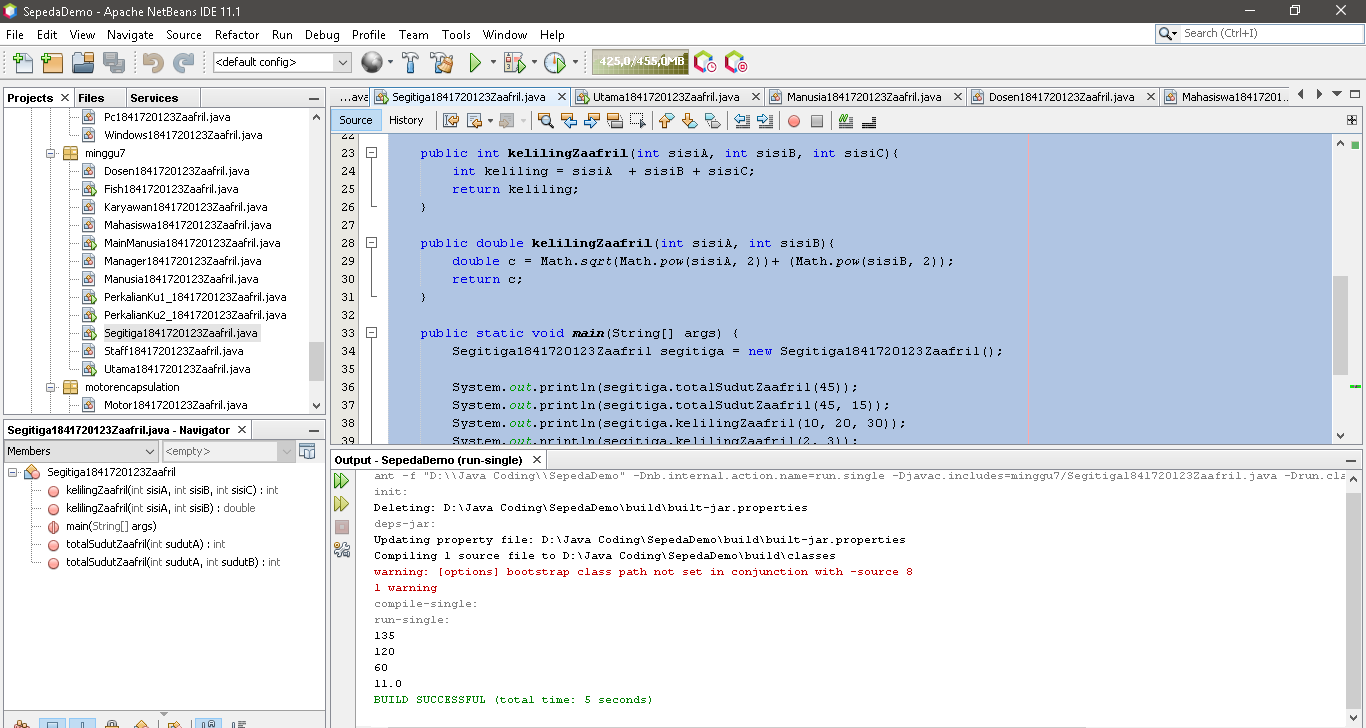 SepedaDemo - Apache NetBeans IDE 11.1
File Edit View Navigate Source Refactor Run Debug Profile Team Tools Window Help
Search (Ctrl+I)
<default config>
425,0/455,0MB
Projects Files Services
Pc1841720123Zaafril.java
Windows1841720123Zaafril.java
minggu7
Dosen1841720123Zaafril.java
Fish1841720123Zaafril.java
Karyawan1841720123Zaafril.java
Mahasiswa1841720123Zaafril.java
MainManusia1841720123Zaafril.java
Manager1841720123Zaafril.java
Manusia1841720123Zaafril.java
PerkalianKu1_1841720123Zaafril.java
PerkalianKu2_1841720123Zaafril.java
Segitiga1841720123Zaafril.java
Staff1841720123Zaafril.java
Utama1841720123Zaafril.java
motorencapsulation
Motor1841720123Zaafril.java
Segitiga1841720123Zaafril.java - Navigator
Members <empty>
Segitiga1841720123Zaafril
kelilingZaafril(int sisiA, int sisiB, int sisiC) : int
kelilingZaafril(int sisiA, int sisiB) : double
main(String[] args)
totalSudutZaafril(int sudutA) : int
totalSudutZaafril(int sudutA, int sudutB) : int
...ava Segitiga1841720123Zaafril.java Utama1841720123Zaafril.java Manusia1841720123Zaafril.java Dosen1841720123Zaafril.java Mahasiswa18417201...
Source History
22
23 public int kelilingZaafril(int sisiA, int sisiB, int sisiC){
24 int keliling = sisiA  + sisiB + sisiC;
25 return keliling;
26 }
27
28 public double kelilingZaafril(int sisiA, int sisiB){
29 double c = Math.sqrt(Math.pow(sisiA, 2))+ (Math.pow(sisiB, 2));
30 return c;
31 }
32
33 public static void main(String[] args) {
34 Segitiga1841720123Zaafril segitiga = new Segitiga1841720123Zaafril();
35
36 System.out.println(segitiga.totalSudutZaafril(45));
37 System.out.println(segitiga.totalSudutZaafril(45, 15));
38 System.out.println(segitiga.kelilingZaafril(10, 20, 30));
39 System.out.println(segitiga.kelilingZaafril(2, 3));
Output - SepedaDemo (run-single)
ant -f "D:\\Java Coding\\SepedaDemo" -Dnb.internal.action.name=run.single -Djavac.includes=minggu7/Segitiga1841720123Zaafril.java -Drun.cla
init:
Deleting: D:\Java Coding\SepedaDemo\build\built-jar.properties
deps-jar:
Updating property file: D:\Java Coding\SepedaDemo\build\built-jar.properties
Compiling 1 source file to D:\Java Coding\SepedaDemo\build\classes
warning: [options] bootstrap class path not set in conjunction with -source 8
1 warning
compile-single:
run-single:
135
120
60
11.0
BUILD SUCCESSFUL (total time: 5 seconds)